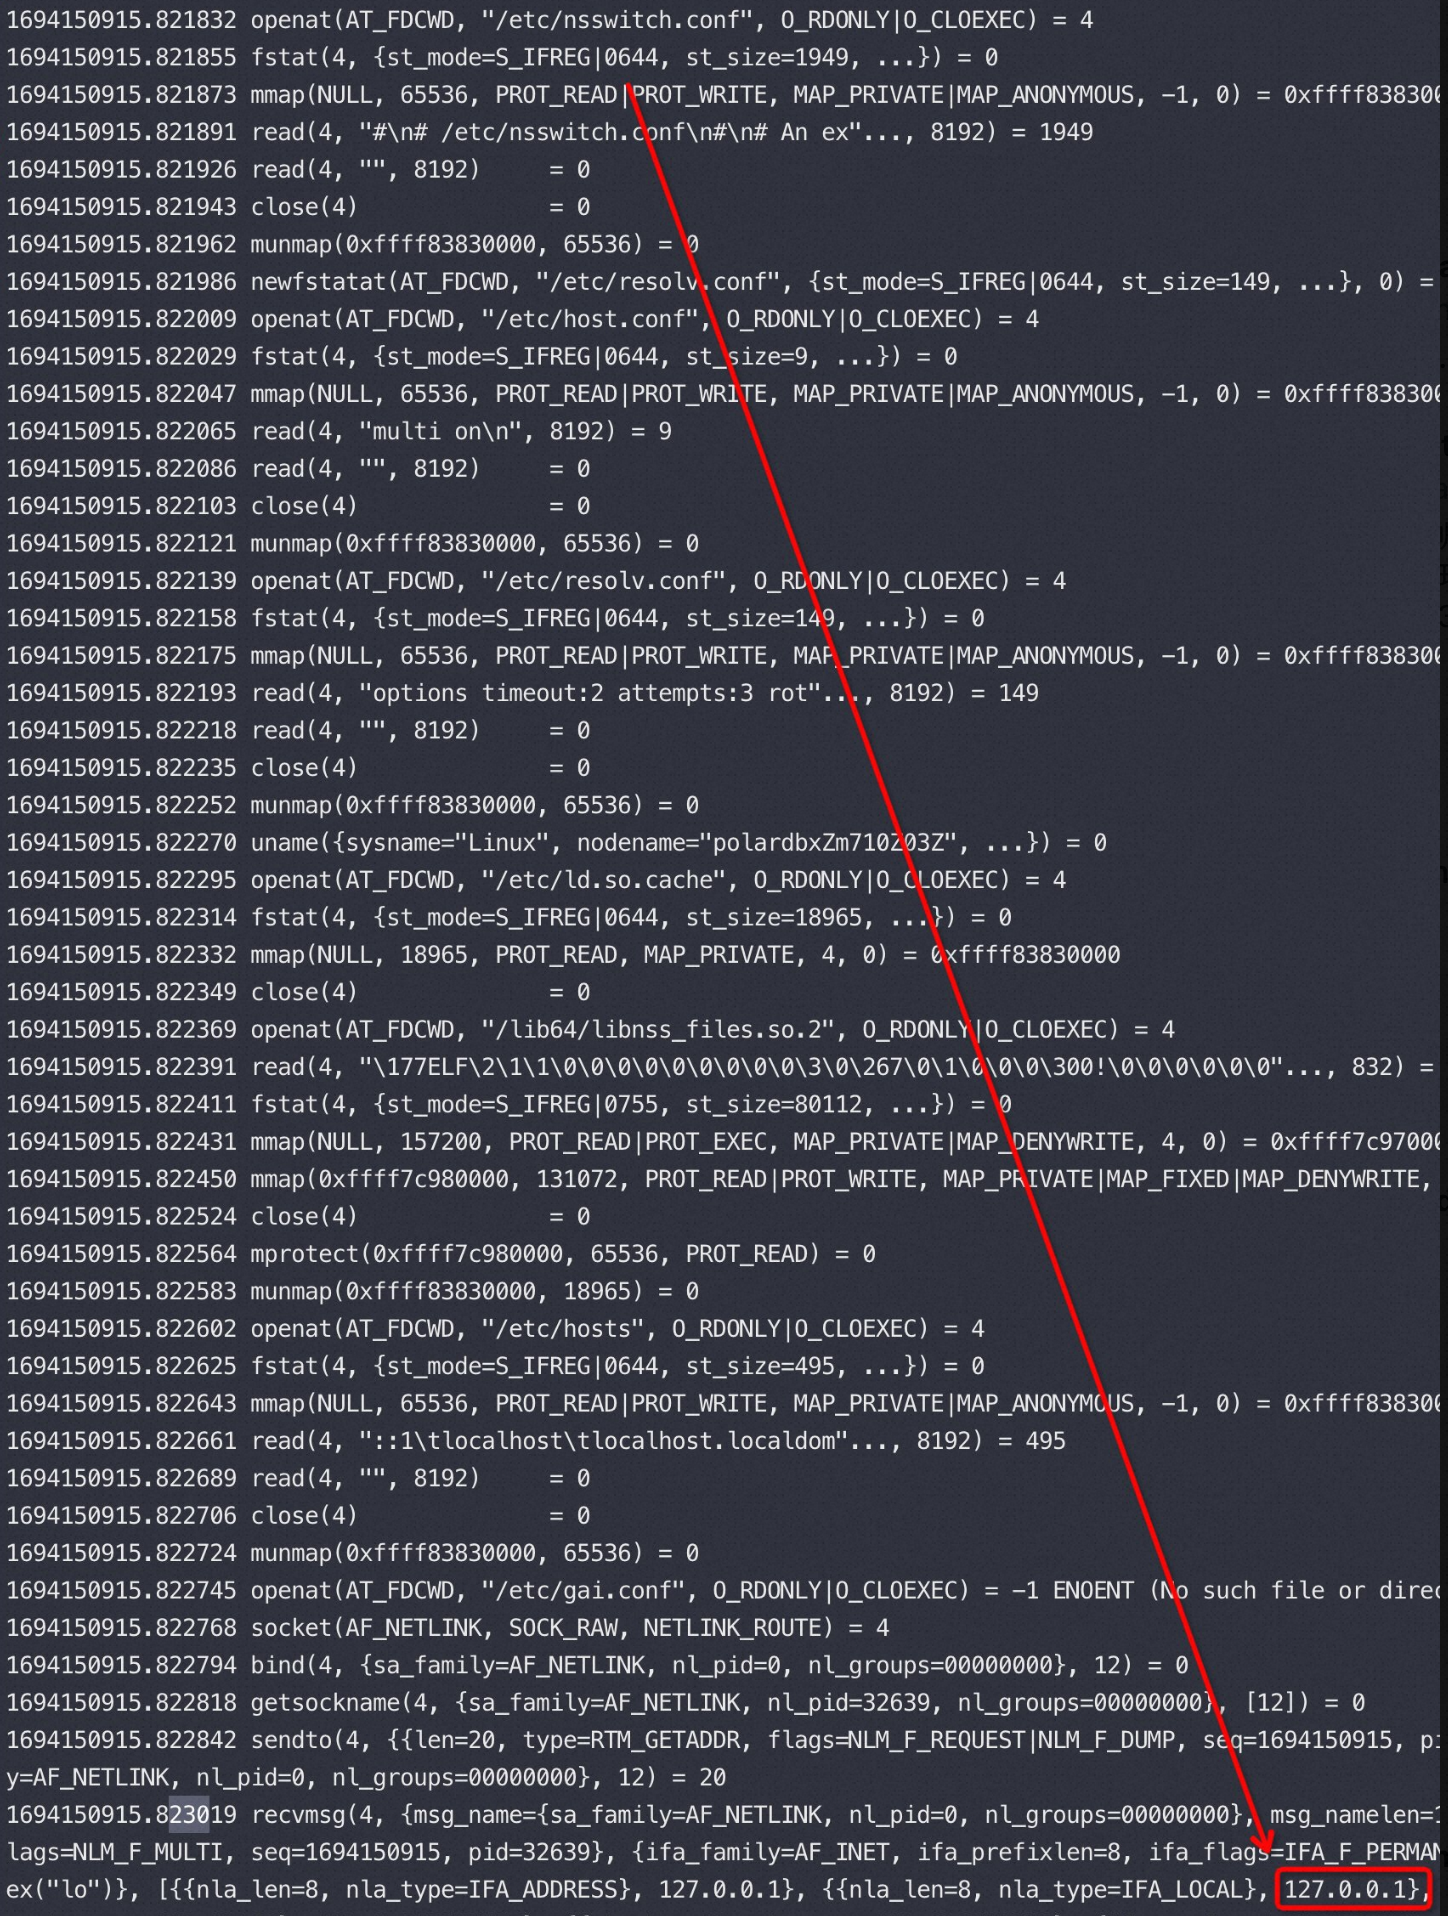 1694150915.821832 openat(AT_FDCWD, "/etc/nsswitch.conf", O_RDONLY|O_CLOEXEC) = 4
1694150915.821855 fstat(4, {st_mode=S_IFREG|0644, st_size=1949, ...}) = 0
1694150915.821873 mmap(NULL, 65536, PROT_READ|PROT_WRITE, MAP_PRIVATE|MAP_ANONYMOUS, -1, 0) = 0xffff838300
1694150915.821891 read(4, "#\n# /etc/nsswitch.conf\n#\n# An ex"..., 8192) = 1949
1694150915.821926 read(4, "", 8192)     = 0
1694150915.821943 close(4)              = 0
1694150915.821962 munmap(0xffff83830000, 65536) = 0
1694150915.821986 newfstatat(AT_FDCWD, "/etc/resolv.conf", {st_mode=S_IFREG|0644, st_size=149, ...}, 0) =
1694150915.822009 openat(AT_FDCWD, "/etc/host.conf", O_RDONLY|O_CLOEXEC) = 4
1694150915.822029 fstat(4, {st_mode=S_IFREG|0644, st_size=9, ...}) = 0
1694150915.822047 mmap(NULL, 65536, PROT_READ|PROT_WRITE, MAP_PRIVATE|MAP_ANONYMOUS, -1, 0) = 0xffff838300
1694150915.822065 read(4, "multi on\n", 8192) = 9
1694150915.822086 read(4, "", 8192)     = 0
1694150915.822103 close(4)              = 0
1694150915.822121 munmap(0xffff83830000, 65536) = 0
1694150915.822139 openat(AT_FDCWD, "/etc/resolv.conf", O_RDONLY|O_CLOEXEC) = 4
1694150915.822158 fstat(4, {st_mode=S_IFREG|0644, st_size=149, ...}) = 0
1694150915.822175 mmap(NULL, 65536, PROT_READ|PROT_WRITE, MAP_PRIVATE|MAP_ANONYMOUS, -1, 0) = 0xffff838300
1694150915.822193 read(4, "options timeout:2 attempts:3 rot"..., 8192) = 149
1694150915.822218 read(4, "", 8192)     = 0
1694150915.822235 close(4)              = 0
1694150915.822252 munmap(0xffff83830000, 65536) = 0
1694150915.822270 uname({sysname="Linux", nodename="polardbxZm710Z03Z", ...}) = 0
1694150915.822295 openat(AT_FDCWD, "/etc/ld.so.cache", O_RDONLY|O_CLOEXEC) = 4
1694150915.822314 fstat(4, {st_mode=S_IFREG|0644, st_size=18965, ...}) = 0
1694150915.822332 mmap(NULL, 18965, PROT_READ, MAP_PRIVATE, 4, 0) = 0xffff83830000
1694150915.822349 close(4)              = 0
1694150915.822369 openat(AT_FDCWD, "/lib64/libnss_files.so.2", O_RDONLY|O_CLOEXEC) = 4
1694150915.822391 read(4, "\177ELF\2\1\1\0\0\0\0\0\0\0\0\0\3\0\267\0\1\0\0\0\300!\0\0\0\0\0\0"..., 832) =
1694150915.822411 fstat(4, {st_mode=S_IFREG|0755, st_size=80112, ...}) = 0
1694150915.822431 mmap(NULL, 157200, PROT_READ|PROT_EXEC, MAP_PRIVATE|MAP_DENYWRITE, 4, 0) = 0xffff7c97000
1694150915.822450 mmap(0xffff7c980000, 131072, PROT_READ|PROT_WRITE, MAP_PRIVATE|MAP_FIXED|MAP_DENYWRITE,
1694150915.822524 close(4)              = 0
1694150915.822564 mprotect(0xffff7c980000, 65536, PROT_READ) = 0
1694150915.822583 munmap(0xffff83830000, 18965) = 0
1694150915.822602 openat(AT_FDCWD, "/etc/hosts", O_RDONLY|O_CLOEXEC) = 4
1694150915.822625 fstat(4, {st_mode=S_IFREG|0644, st_size=495, ...}) = 0
1694150915.822643 mmap(NULL, 65536, PROT_READ|PROT_WRITE, MAP_PRIVATE|MAP_ANONYMOUS, -1, 0) = 0xffff838300
1694150915.822661 read(4, "::1\tlocalhost\tlocalhost.localdom"..., 8192) = 495
1694150915.822689 read(4, "", 8192)     = 0
1694150915.822706 close(4)              = 0
1694150915.822724 munmap(0xffff83830000, 65536) = 0
1694150915.822745 openat(AT_FDCWD, "/etc/gai.conf", O_RDONLY|O_CLOEXEC) = -1 ENOENT (No such file or direc
1694150915.822768 socket(AF_NETLINK, SOCK_RAW, NETLINK_ROUTE) = 4
1694150915.822794 bind(4, {sa_family=AF_NETLINK, nl_pid=0, nl_groups=00000000}, 12) = 0
1694150915.822818 getsockname(4, {sa_family=AF_NETLINK, nl_pid=32639, nl_groups=00000000}, [12]) = 0
1694150915.822842 sendto(4, {{len=20, type=RTM_GETADDR, flags=NLM_F_REQUEST|NLM_F_DUMP, seq=1694150915, pi
y=AF_NETLINK, nl_pid=0, nl_groups=00000000}, 12) = 20
1694150915.823019 recvmsg(4, {msg_name={sa_family=AF_NETLINK, nl_pid=0, nl_groups=00000000}, msg_namelen=1
lags=NLM_F_MULTI, seq=1694150915, pid=32639}, {ifa_family=AF_INET, ifa_prefixlen=8, ifa_flags=IFA_F_PERMAN
ex("lo")}, [{{nla_len=8, nla_type=IFA_ADDRESS}, 127.0.0.1}, {{nla_len=8, nla_type=IFA_LOCAL}, 127.0.0.1},